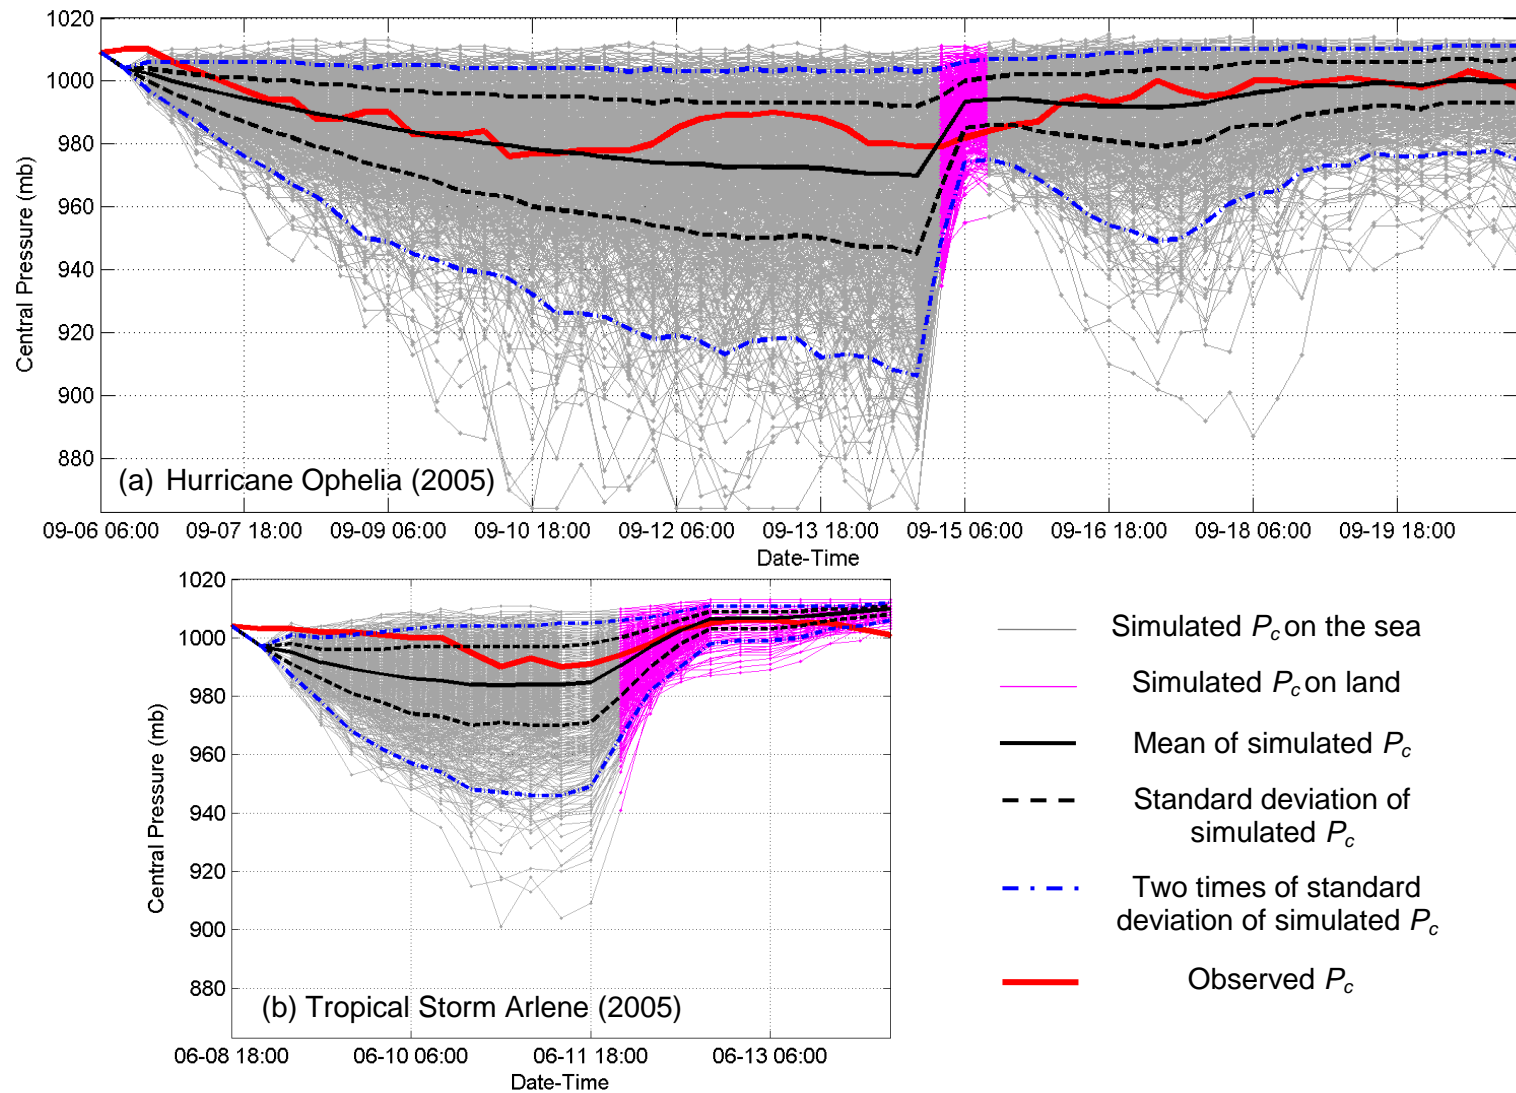 1020
1000
980
960
940
920
900
880
Central Pressure (mb)
(a) Hurricane Ophelia (2005)
09-06 06:00 09-07 18:00 09-09 06:00 09-10 18:00 09-12 06:00 09-13 18:00 09-15 06:00 09-16 18:00 09-18 06:00 09-19 18:00
Date-Time
1020
1000
980
960
940
920
900
880
Central Pressure (mb)
(b) Tropical Storm Arlene (2005)
06-08 18:00 06-10 06:00 06-11 18:00 06-13 06:00
Date-Time
Simulated Pc on the sea
Simulated Pc on land
Mean of simulated Pc
Standard deviation of
simulated Pc
Two times of standard
deviation of simulated Pc
Observed Pc